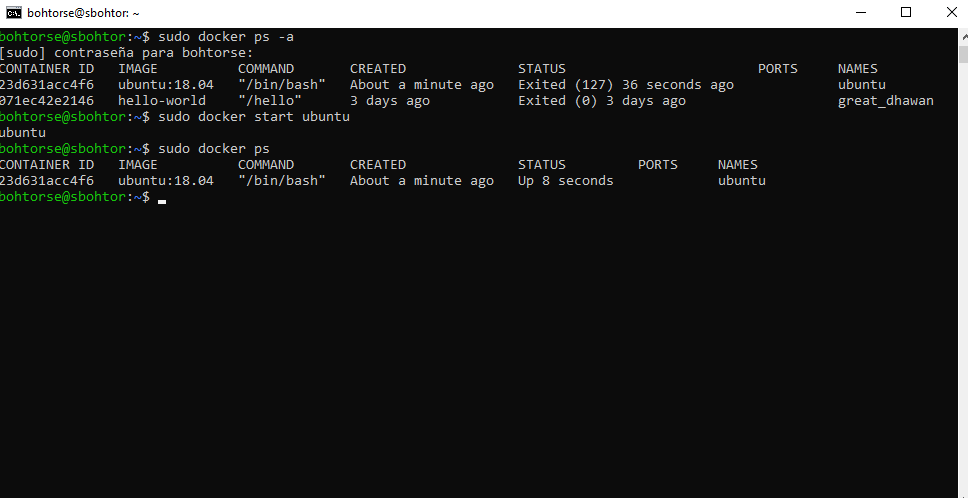 bohtorse@sbohtor: ~
bohtorse@sbohtor:~$ sudo docker ps -a
[sudo] contraseña para bohtorse:
CONTAINER ID   IMAGE          COMMAND       CREATED              STATUS                        PORTS     NAMES
23d631acc4f6   ubuntu:18.04   "/bin/bash"   About a minute ago   Exited (127) 36 seconds ago             ubuntu
071ec42e2146   hello-world    "/hello"      3 days ago           Exited (0) 3 days ago                   great_dhawan
bohtorse@sbohtor:~$ sudo docker start ubuntu
ubuntu
bohtorse@sbohtor:~$ sudo docker ps
CONTAINER ID   IMAGE          COMMAND       CREATED              STATUS         PORTS     NAMES
23d631acc4f6   ubuntu:18.04   "/bin/bash"   About a minute ago   Up 8 seconds             ubuntu
bohtorse@sbohtor:~$